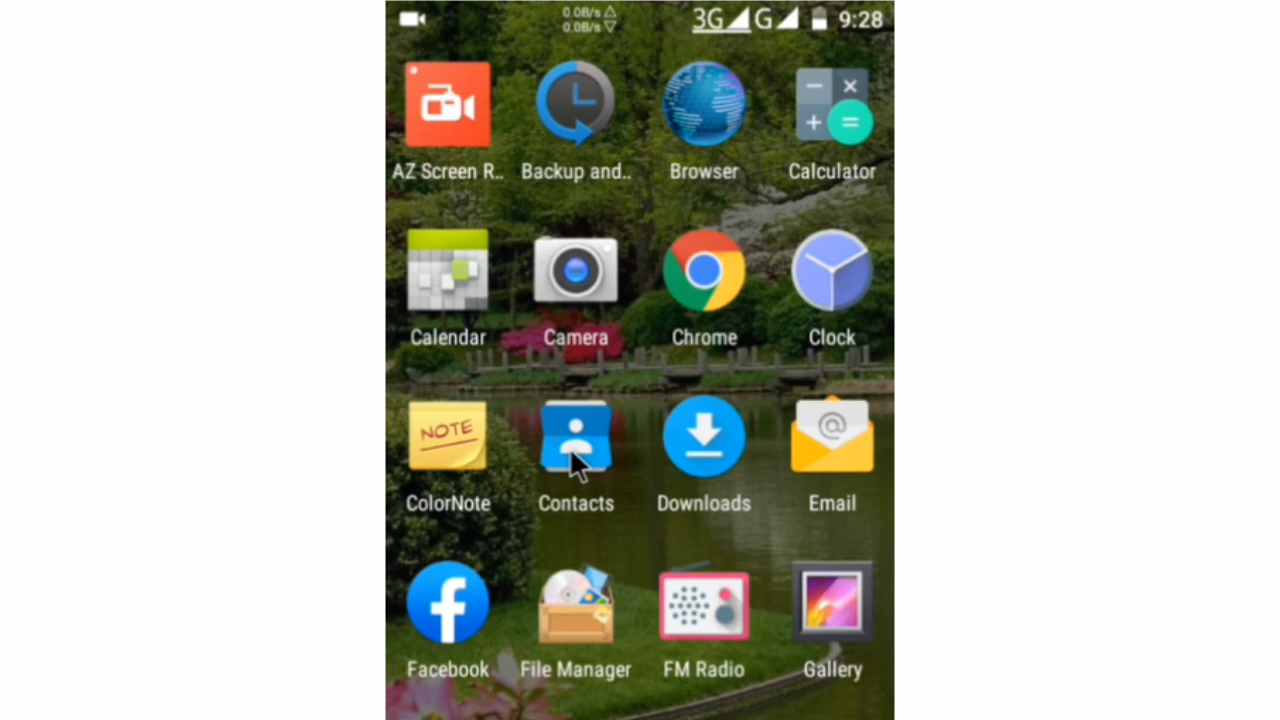 0.0B/s △ 3G G 9:28
0.0B/s ▽
AZ Screen R.. Backup and.. Browser Calculator
Calendar Camera Chrome Clock
NOTE @
ColorNote Contacts Downloads Email
Facebook File Manager FM Radio Gallery